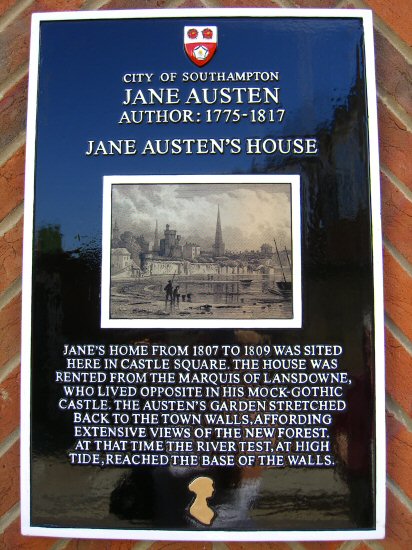 CITY OF SOUTHAMPTON
JANE AUSTEN
AUTHOR: 1775-1817
JANE AUSTEN'S HOUSE
JANE'S HOME FROM 1807 TO 1809 WAS SITED
HERE IN CASTLE SQUARE. THE HOUSE WAS
RENTED FROM THE MARQUIS OF LANSDOWNE,
WHO LIVED OPPOSITE IN HIS MOCK-GOTHIC
CASTLE. THE AUSTEN'S GARDEN STRETCHED
BACK TO THE TOWN WALLS, AFFORDING
EXTENSIVE VIEWS OF THE NEW FOREST.
AT THAT TIME THE RIVER TEST, AT HIGH
TIDE, REACHED THE BASE OF THE WALLS.